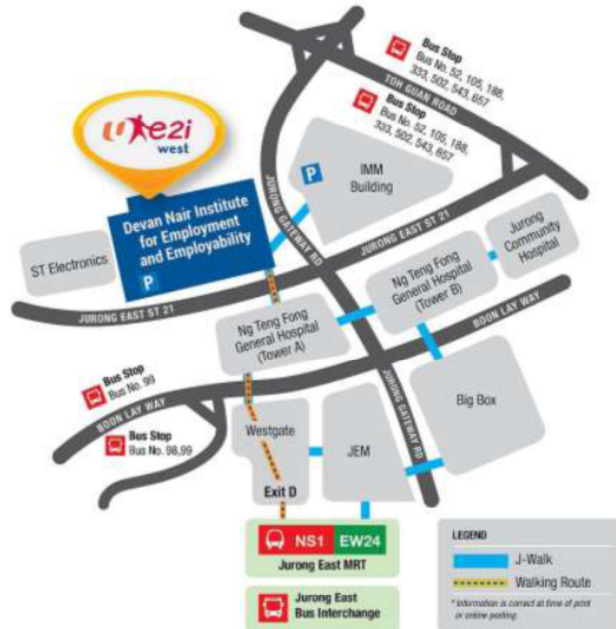 Bus Stop
Bus No. 52, 105, 188,
333, 502, 543, 657
TOH GUAN ROAD
Bus Stop
Bus No. 52, 105, 188,
333, 502, 543, 657
e2i
west
P
IMM
Building
JURONG GATEWAY RD
Devan Nair Institute
for Employment
and Employability
P
ST Electronics
JURONG EAST ST 21
Jurong
Community
Hospital
Ng Teng Fong
General Hospital
(Tower B)
JURONG EAST ST 21
Ng Teng Fong
General Hospital
(Tower A)
BOON LAY WAY
Bus Stop
Bus No. 99
BOON LAY WAY
Bus Stop
Bus No. 98,99
JURONG GATEWAY RD
Big Box
Westgate
JEM
Exit D
NS1 EW24
Jurong East MRT
Jurong East
Bus Interchange
LEGEND
J-Walk
Walking Route
* Information is correct at time of print
or online posting